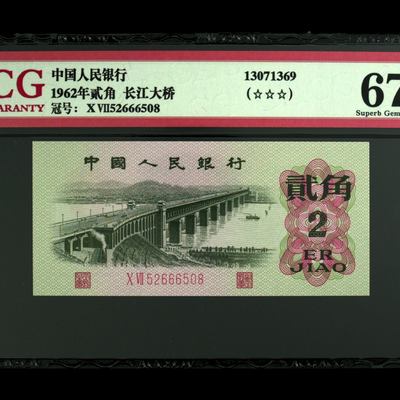 CG
ARANTY
中国人民银行
1962年贰角 长江大桥
冠号: X Ⅶ52666508
13071369
(☆☆☆)
67
Superb Gem
中國人民銀行
貳角
2
ER
JIAO
X Ⅶ 52666508